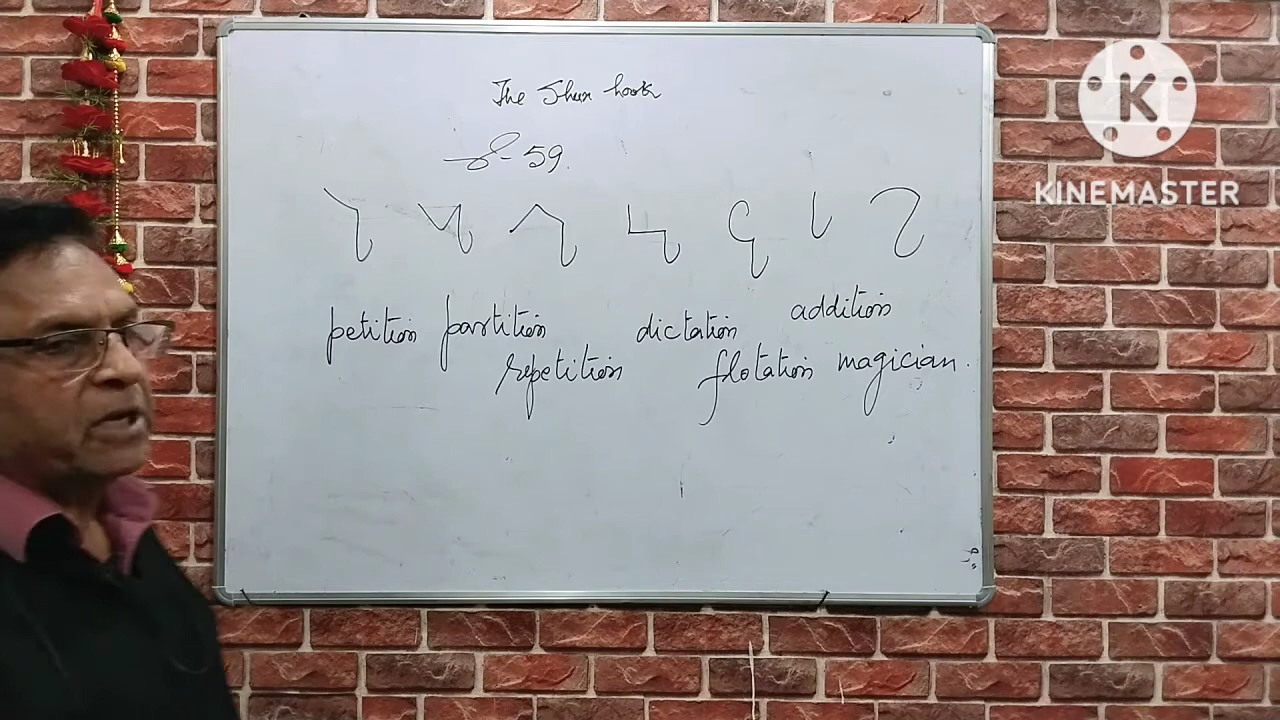 The Shun hook
-59.
petition partition dictation addition
repetition flotation magician.
K
KINEMASTER